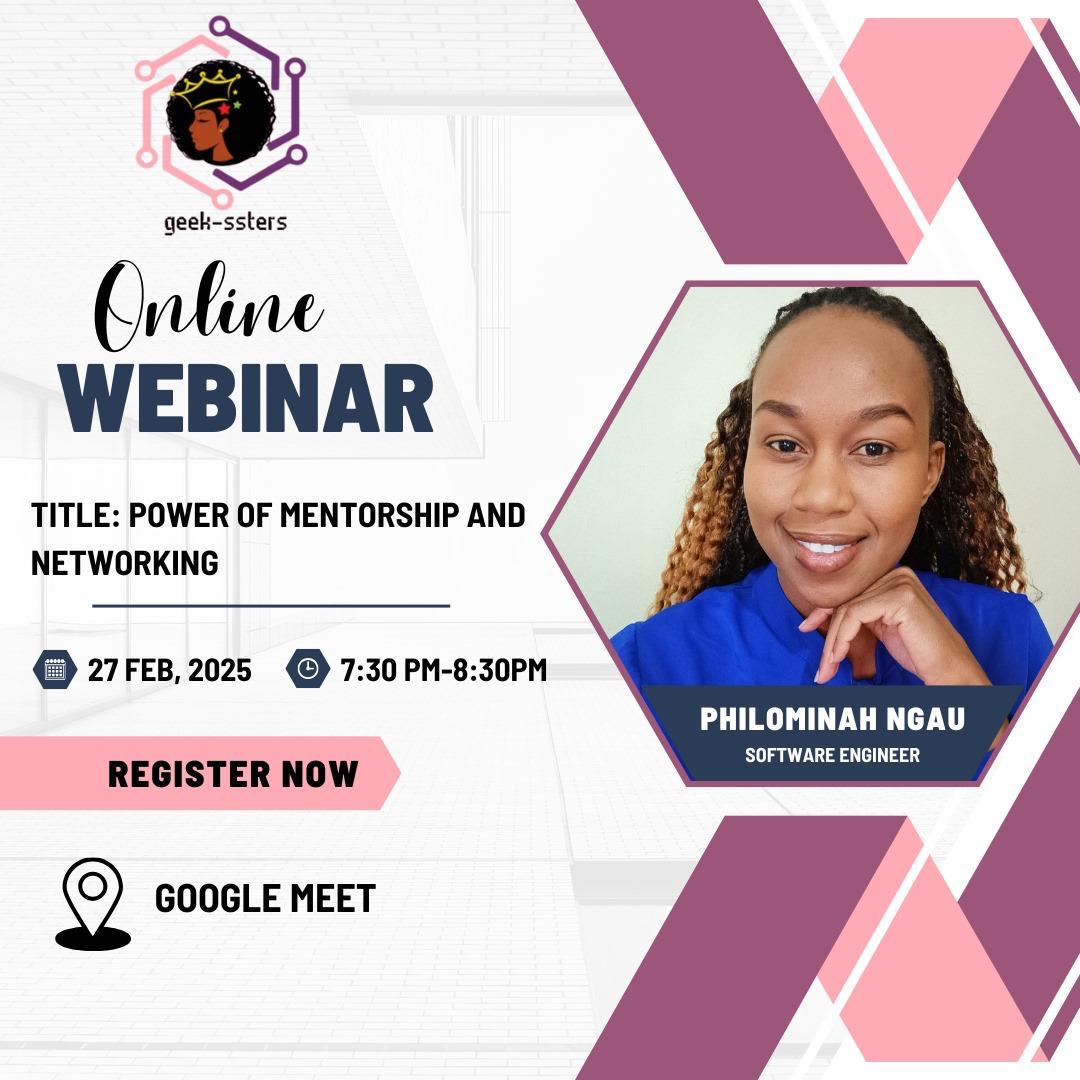 geek-ssters
Online
WEBINAR
TITLE: POWER OF MENTORSHIP AND
NETWORKING
27 FEB, 2025 7:30 PM-8:30PM
PHILOMINAH NGAU
SOFTWARE ENGINEER
REGISTER NOW
GOOGLE MEET